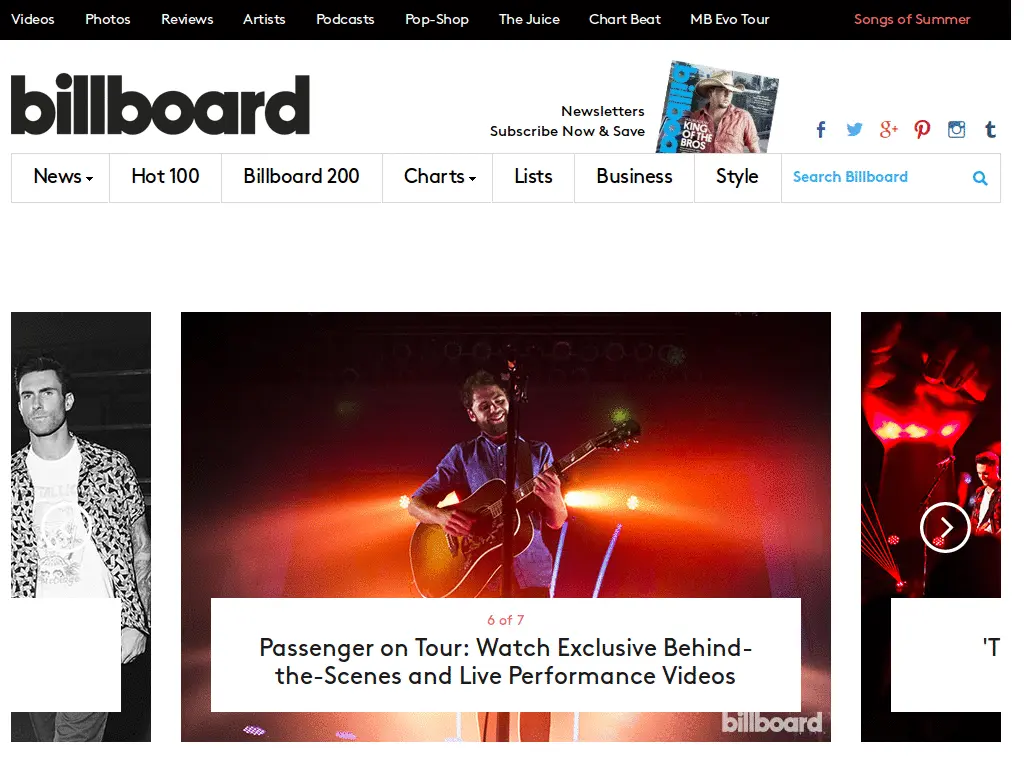 Videos Photos Reviews Artists Podcasts Pop-Shop The Juice Chart Beat MB Evo Tour Songs of Summer
billboard
Newsletters
Subscribe Now & Save
billboard
KING
OF THE
BROS
News Hot 100 Billboard 200 Charts Lists Business Style Search Billboard
METALLICA
6 of 7
Passenger on Tour: Watch Exclusive Behind-
the-Scenes and Live Performance Videos
'T
billboard